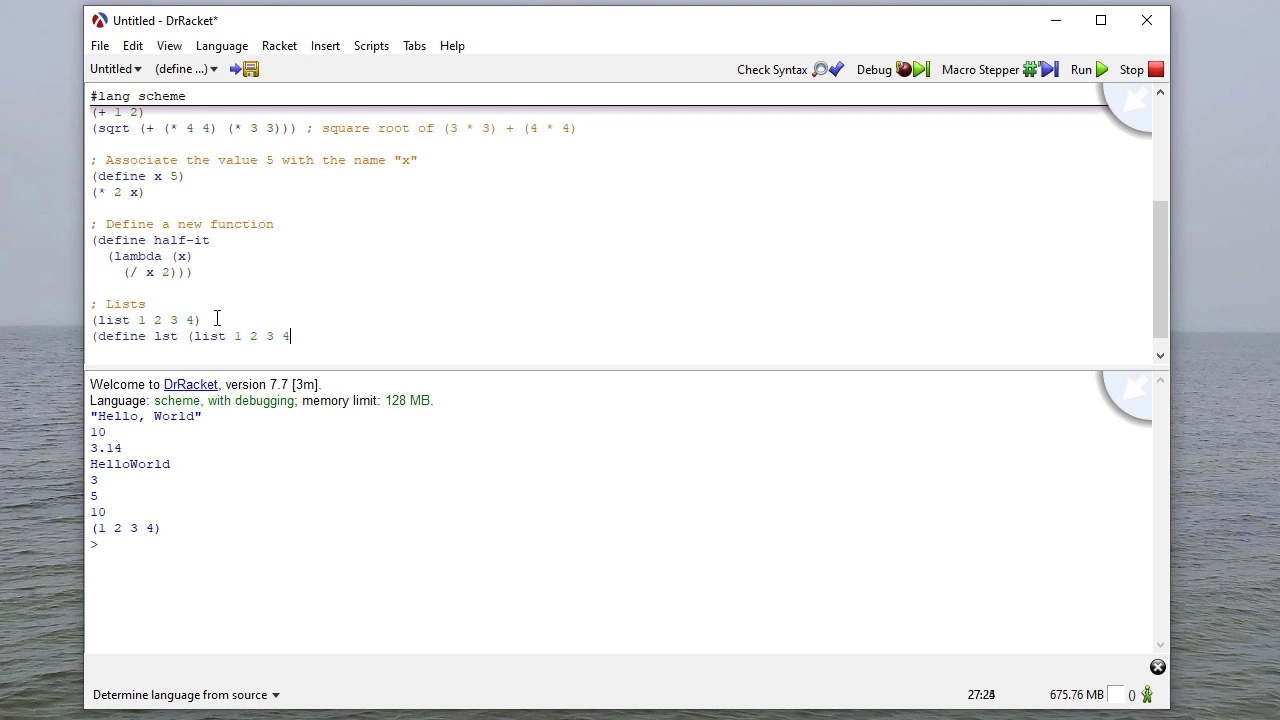 Untitled - DrRacket*
File Edit View Language Racket Insert Scripts Tabs Help
Untitled (define ...) Check Syntax Debug Macro Stepper Run Stop
#lang scheme
(+ 1 2)
(sqrt (+ (* 4 4) (* 3 3))) ; square root of (3 * 3) + (4 * 4)
; Associate the value 5 with the name "x"
(define x 5)
(* 2 x)
; Define a new function
(define half-it
(lambda (x)
(/ x 2)))
; Lists
(list 1 2 3 4)
(define lst (list 1 2 3 4
Welcome to DrRacket, version 7.7 [3m].
Language: scheme, with debugging; memory limit: 128 MB.
"Hello, World"
10
3.14
HelloWorld
3
5
10
(1 2 3 4)
>
Determine language from source 675.76 MB ()